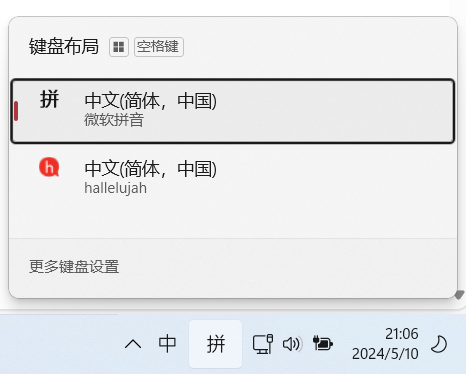 键盘布局 空格键
拼 中文(简体，中国)
微软拼音
h 中文(简体，中国)
hallelujah
更多键盘设置
中 拼 21:06
2024/5/10